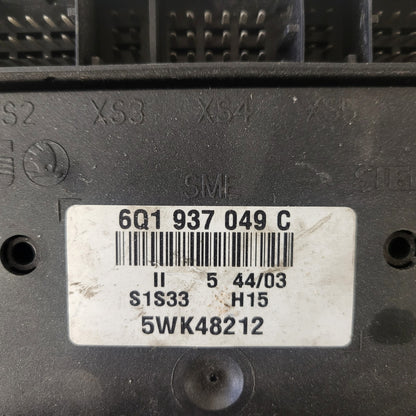 XS2 XS3 XS4 XS5
SME
6Q1 937 049 C
II 5 44/03
S1S33 H15
5WK48212